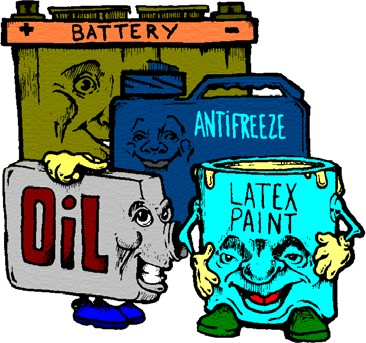 + BATTERY -
ANTiFREEZE
OiL
LATEX
PAINT